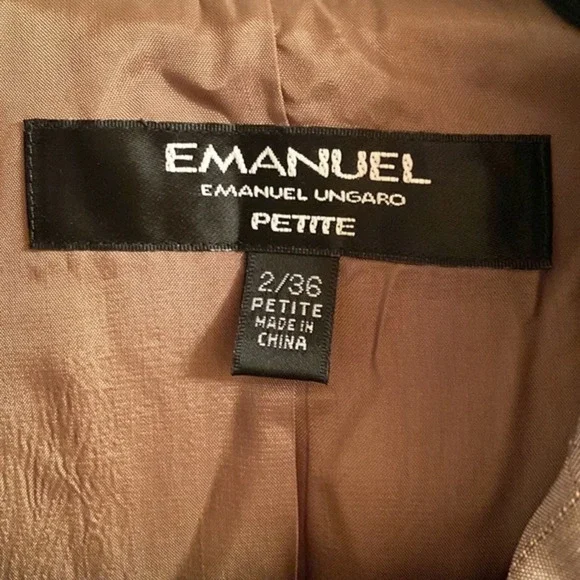 EMANUEL
EMANUEL UNGARO
PETITE
2/36
PETITE
MADE IN
CHINA